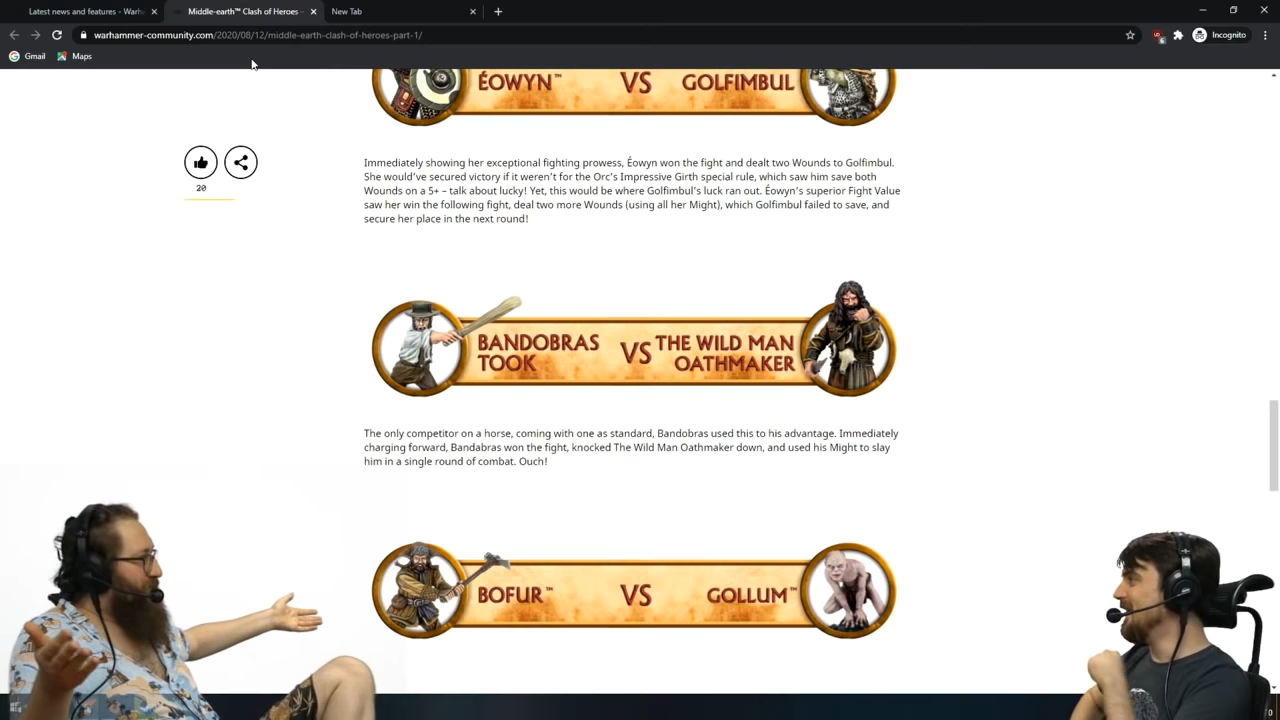 Latest news and features - Warh
Middle-earth™ Clash of Heroes -
New Tab
warhammer-community.com/2020/08/12/middle-earth-clash-of-heroes-part-1/
Incognito
Gmail
Maps
ÉOWYN™ VS GOLFIMBUL
20
Immediately showing her exceptional fighting prowess, Éowyn won the fight and dealt two Wounds to Golfimbul.
She would've secured victory if it weren't for the Orc's Impressive Girth special rule, which saw him save both
Wounds on a 5+ – talk about lucky! Yet, this would be where Golfimbul's luck ran out. Éowyn's superior Fight Value
saw her win the following fight, deal two more Wounds (using all her Might), which Golfimbul failed to save, and
secure her place in the next round!
BANDOBRAS
TOOK
VS
THE WILD MAN
OATHMAKER
The only competitor on a horse, coming with one as standard, Bandobras used this to his advantage. Immediately
charging forward, Bandabras won the fight, knocked The Wild Man Oathmaker down, and used his Might to slay
him in a single round of combat. Ouch!
BOFUR™ VS GOLLUM™